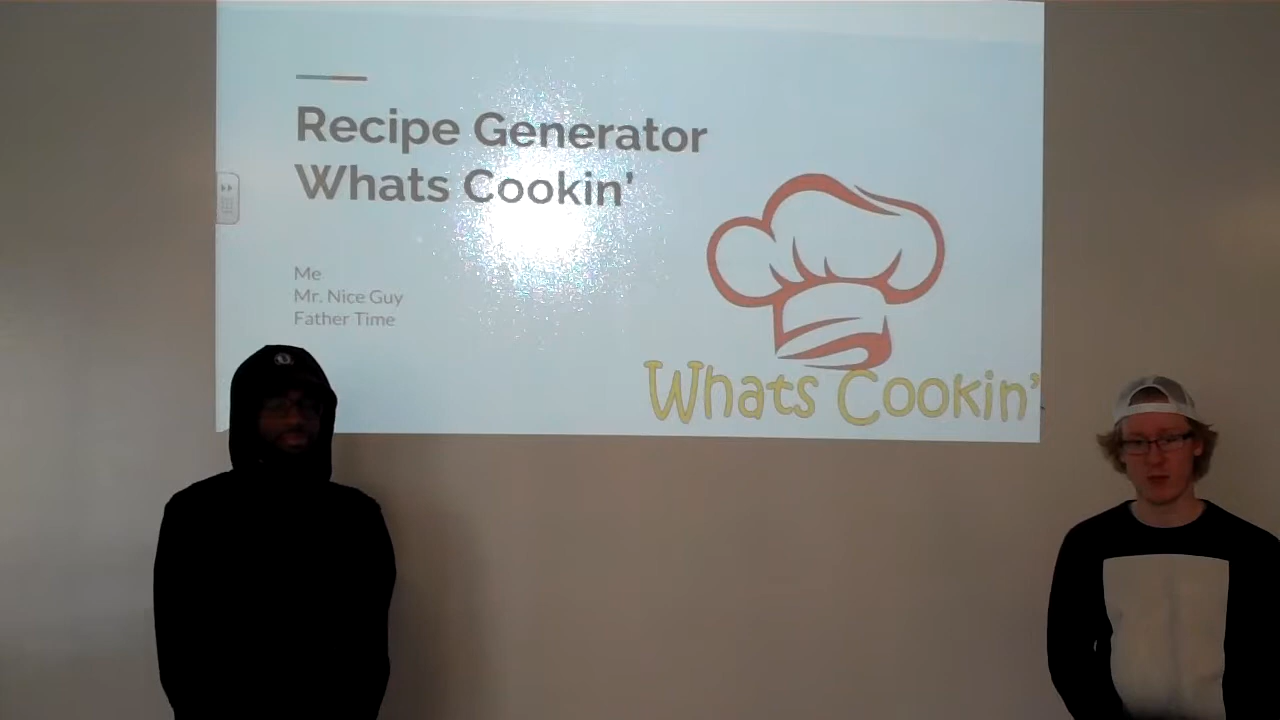 Recipe Generator
Whats Cookin’
Me
Mr. Nice Guy
Father Time
Whats Cookin’